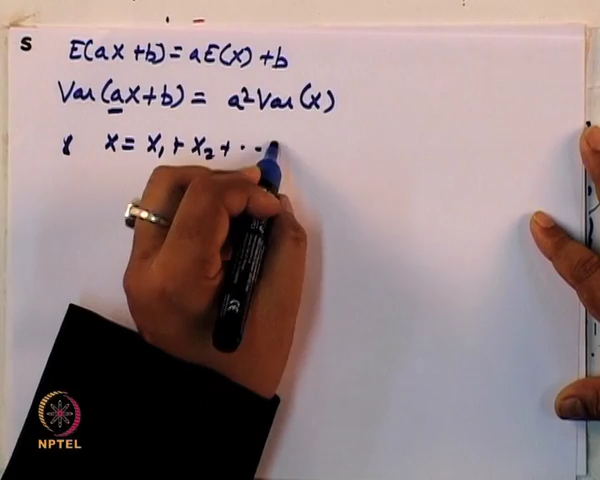 S
E(ax+b) = aE(x) + b
Var(ax+b) = a²Var(x)
x = x₁ + x₂ + ...
NPTEL